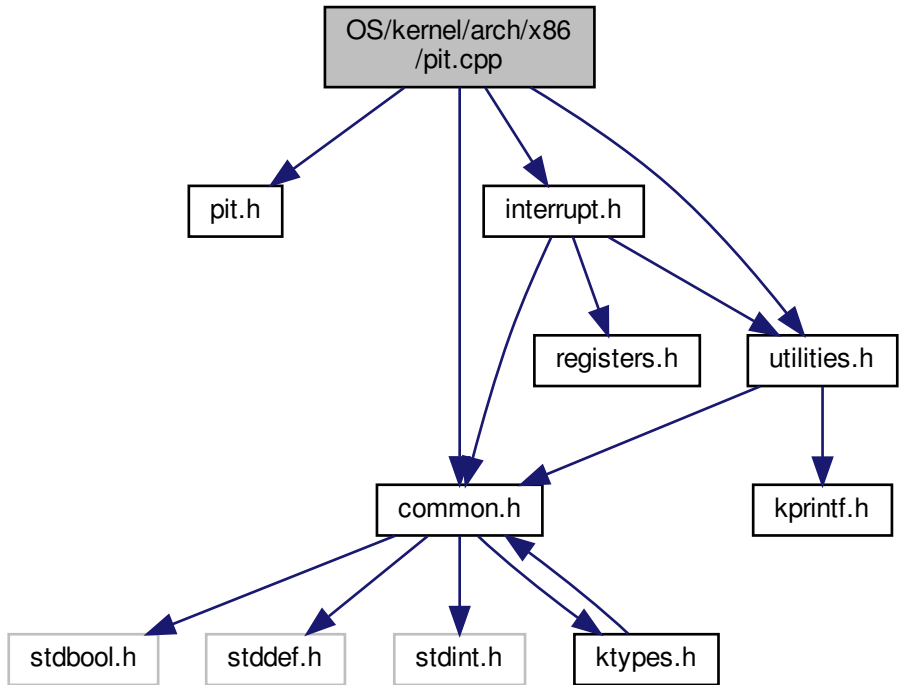 OS/kernel/arch/x86
/pit.cpp
pit.h
interrupt.h
registers.h
utilities.h
common.h
kprintf.h
stdbool.h
stddef.h
stdint.h
ktypes.h